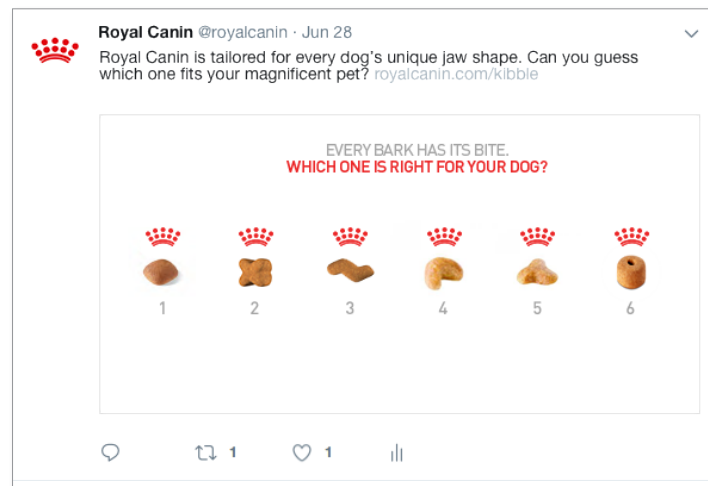 Royal Canin @royalcanin · Jun 28
Royal Canin is tailored for every dog's unique jaw shape. Can you guess
which one fits your magnificent pet? royalcanin.com/kibble
EVERY BARK HAS ITS BITE.
WHICH ONE IS RIGHT FOR YOUR DOG?
1 2 3 4 5 6
1 1